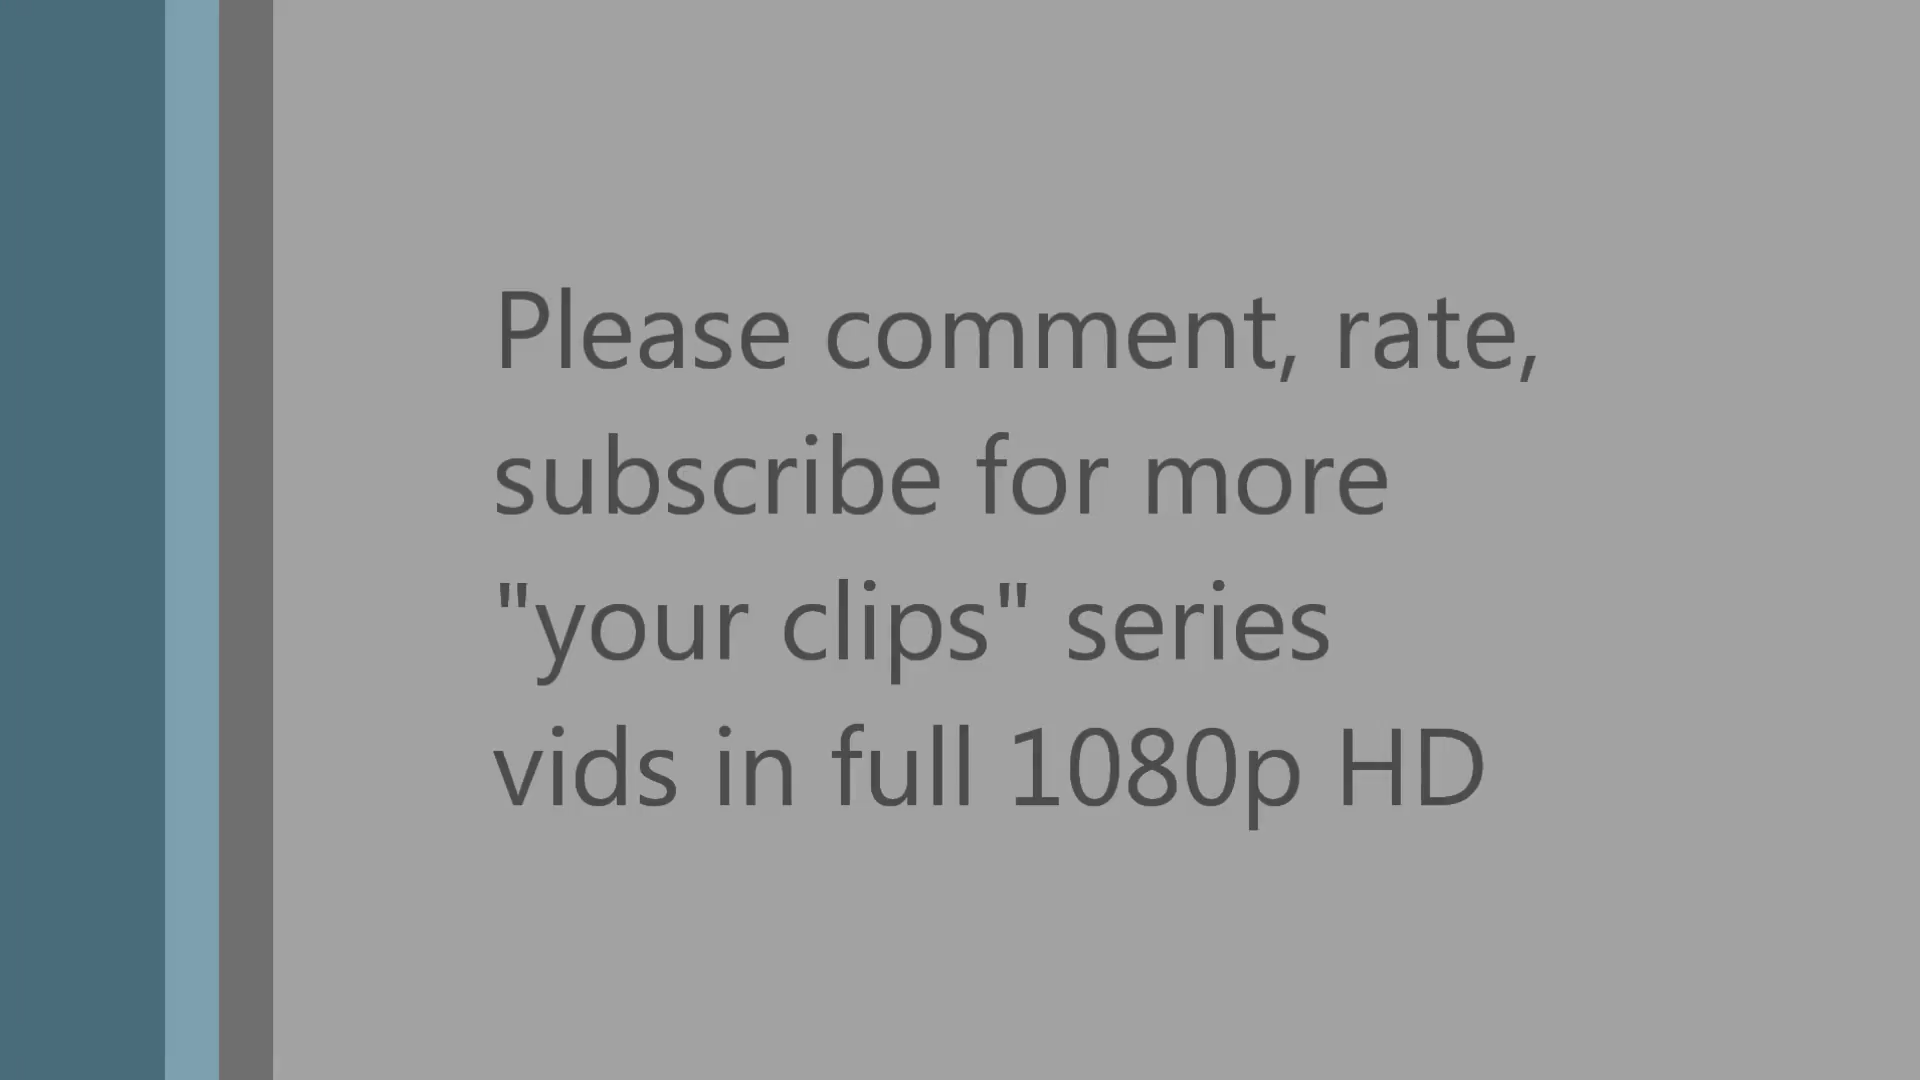 Please comment, rate,
subscribe for more
"your clips" series
vids in full 1080p HD